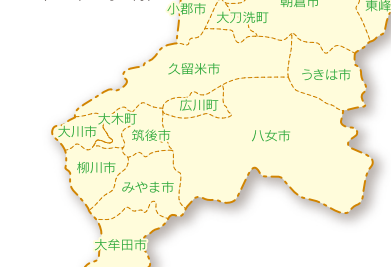 朝倉市
小郡市
東峰
大刀洗町
久留米市
うきは市
広川町
大木町
大川市
筑後市
八女市
柳川市
みやま市
大牟田市